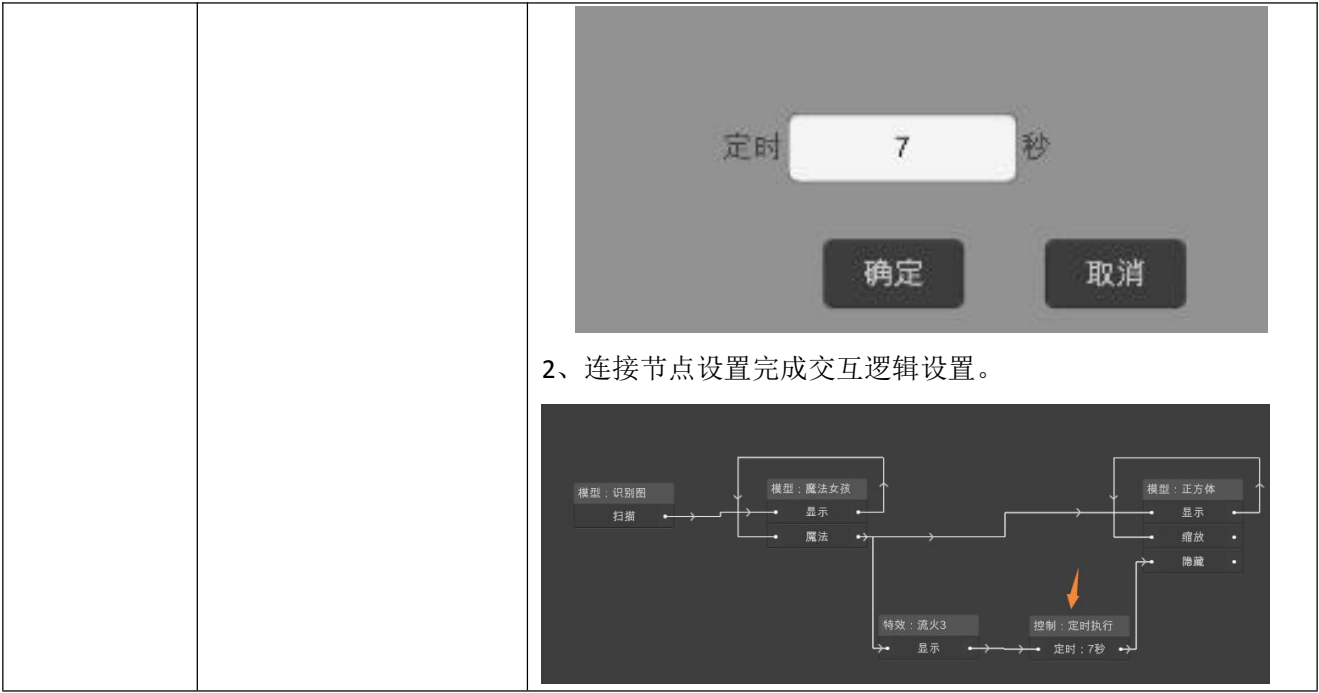 定时 7 秒
确定 取消
2、连接节点设置完成交互逻辑设置。
模型：识别图
扫描
模型：魔法女孩
显示
魔法
模型：正方体
显示
缩放
隐藏
特效：流火3
显示
控制：定时执行
定时：7秒